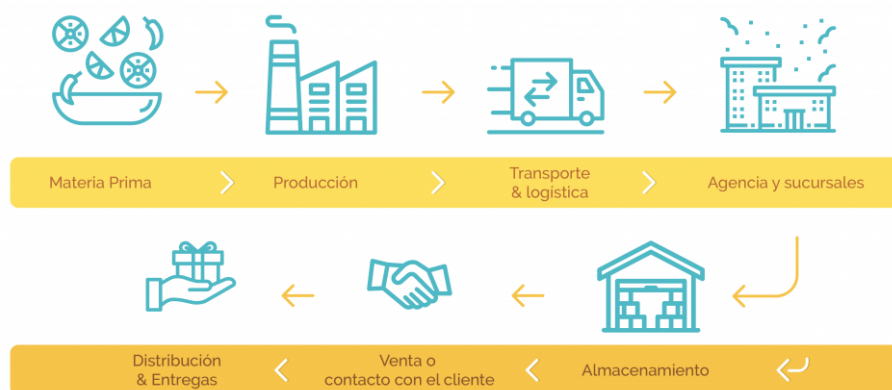 Materia Prima
Producción
Transporte
& logística
Agencia y sucursales
Distribución
& Entregas
Venta o
contacto con el cliente
Almacenamiento